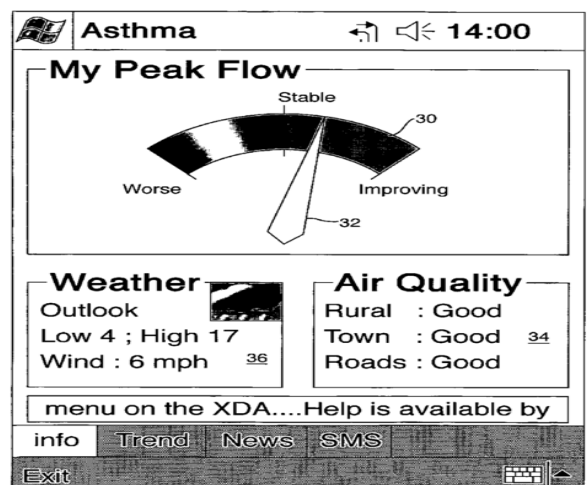 Asthma 14:00
My Peak Flow
Stable
30
Worse
Improving
32
Weather
Outlook
Low 4 ; High 17
Wind : 6 mph 36
Air Quality
Rural : Good
Town : Good 34
Roads : Good
menu on the XDA....Help is available by
info Trend News SMS
Exit